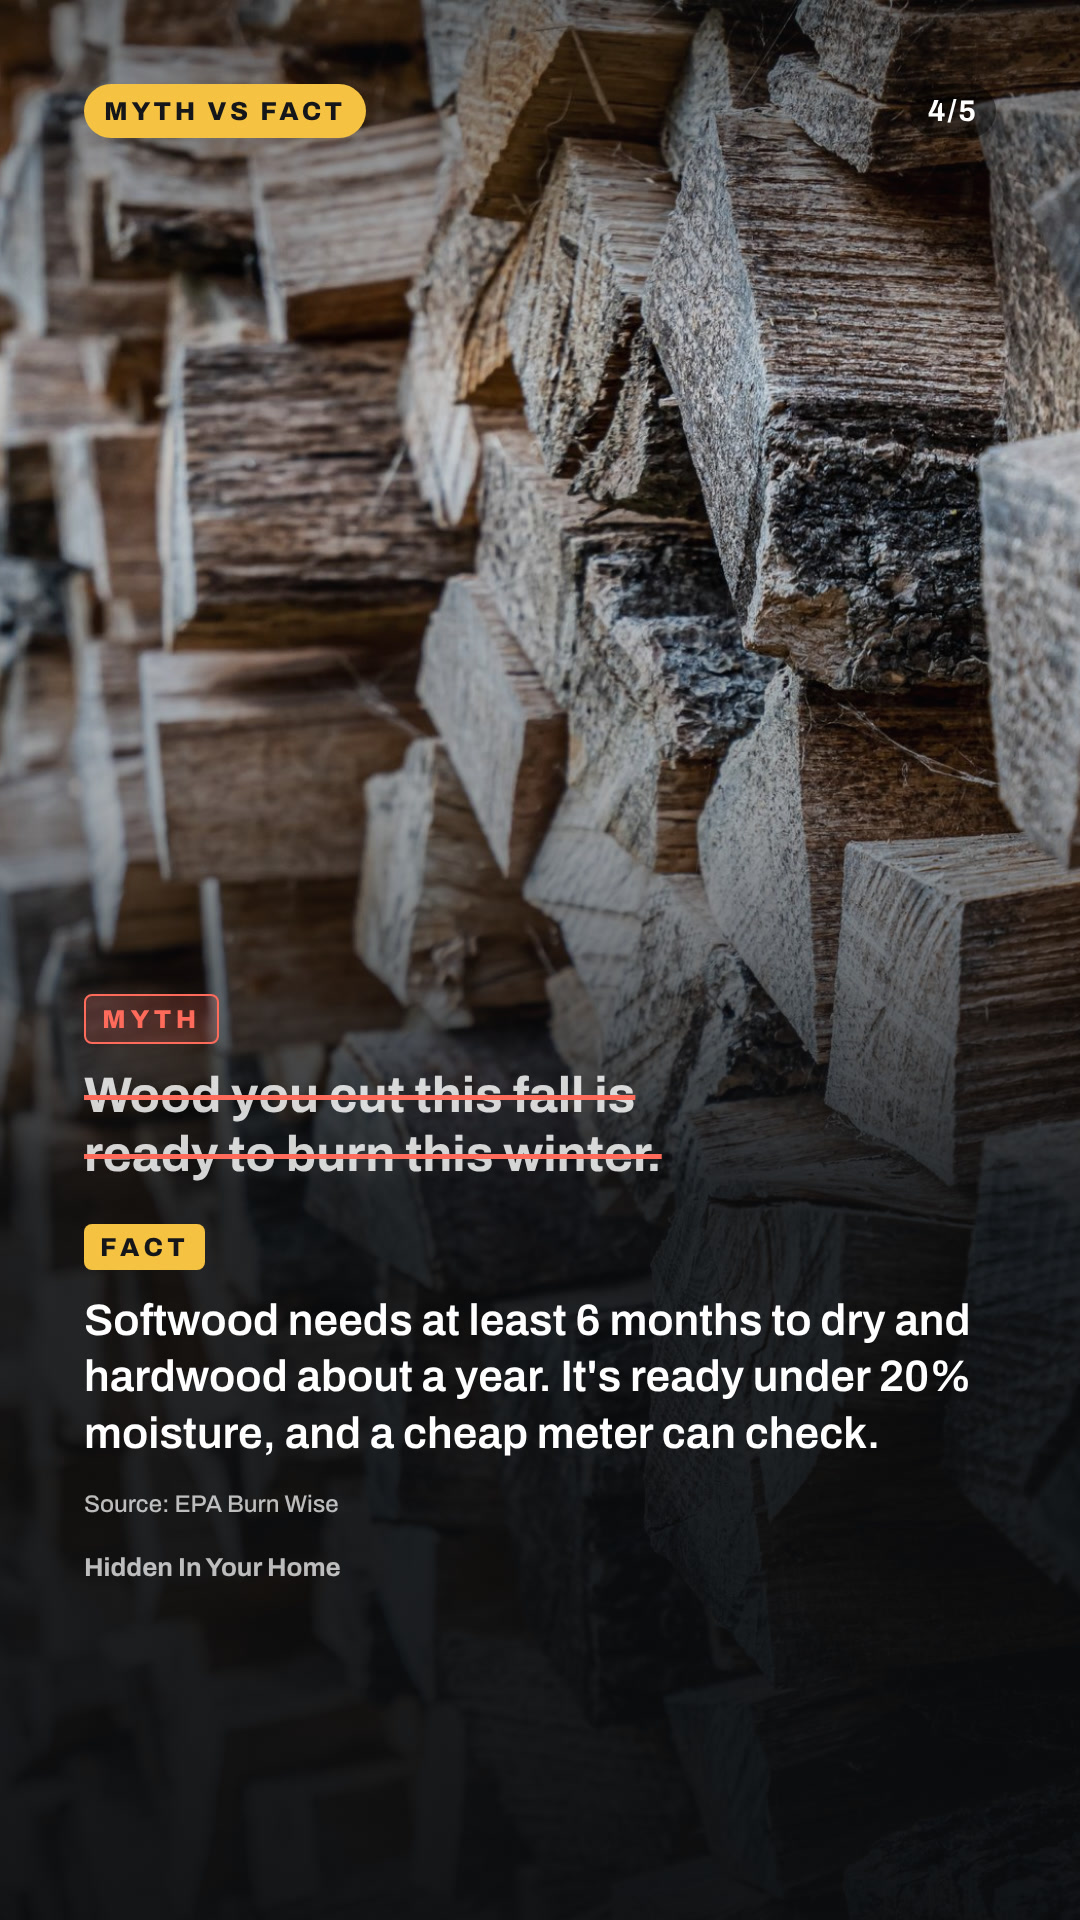 MYTH VS FACT
4/5
MYTH
Wood you cut this fall is
ready to burn this winter.
FACT
Softwood needs at least 6 months to dry and
hardwood about a year. It's ready under 20%
moisture, and a cheap meter can check.
Source: EPA Burn Wise
Hidden In Your Home